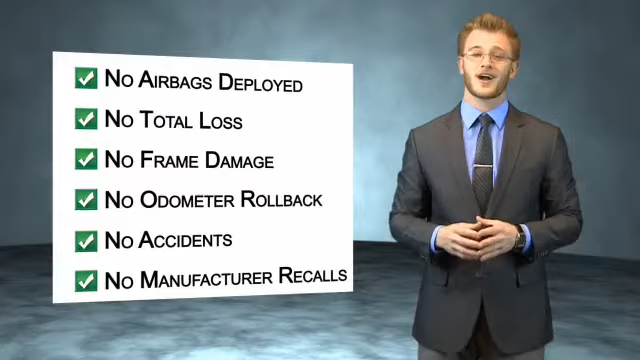 No Airbags Deployed
No Total Loss
No Frame Damage
No Odometer Rollback
No Accidents
No Manufacturer Recalls